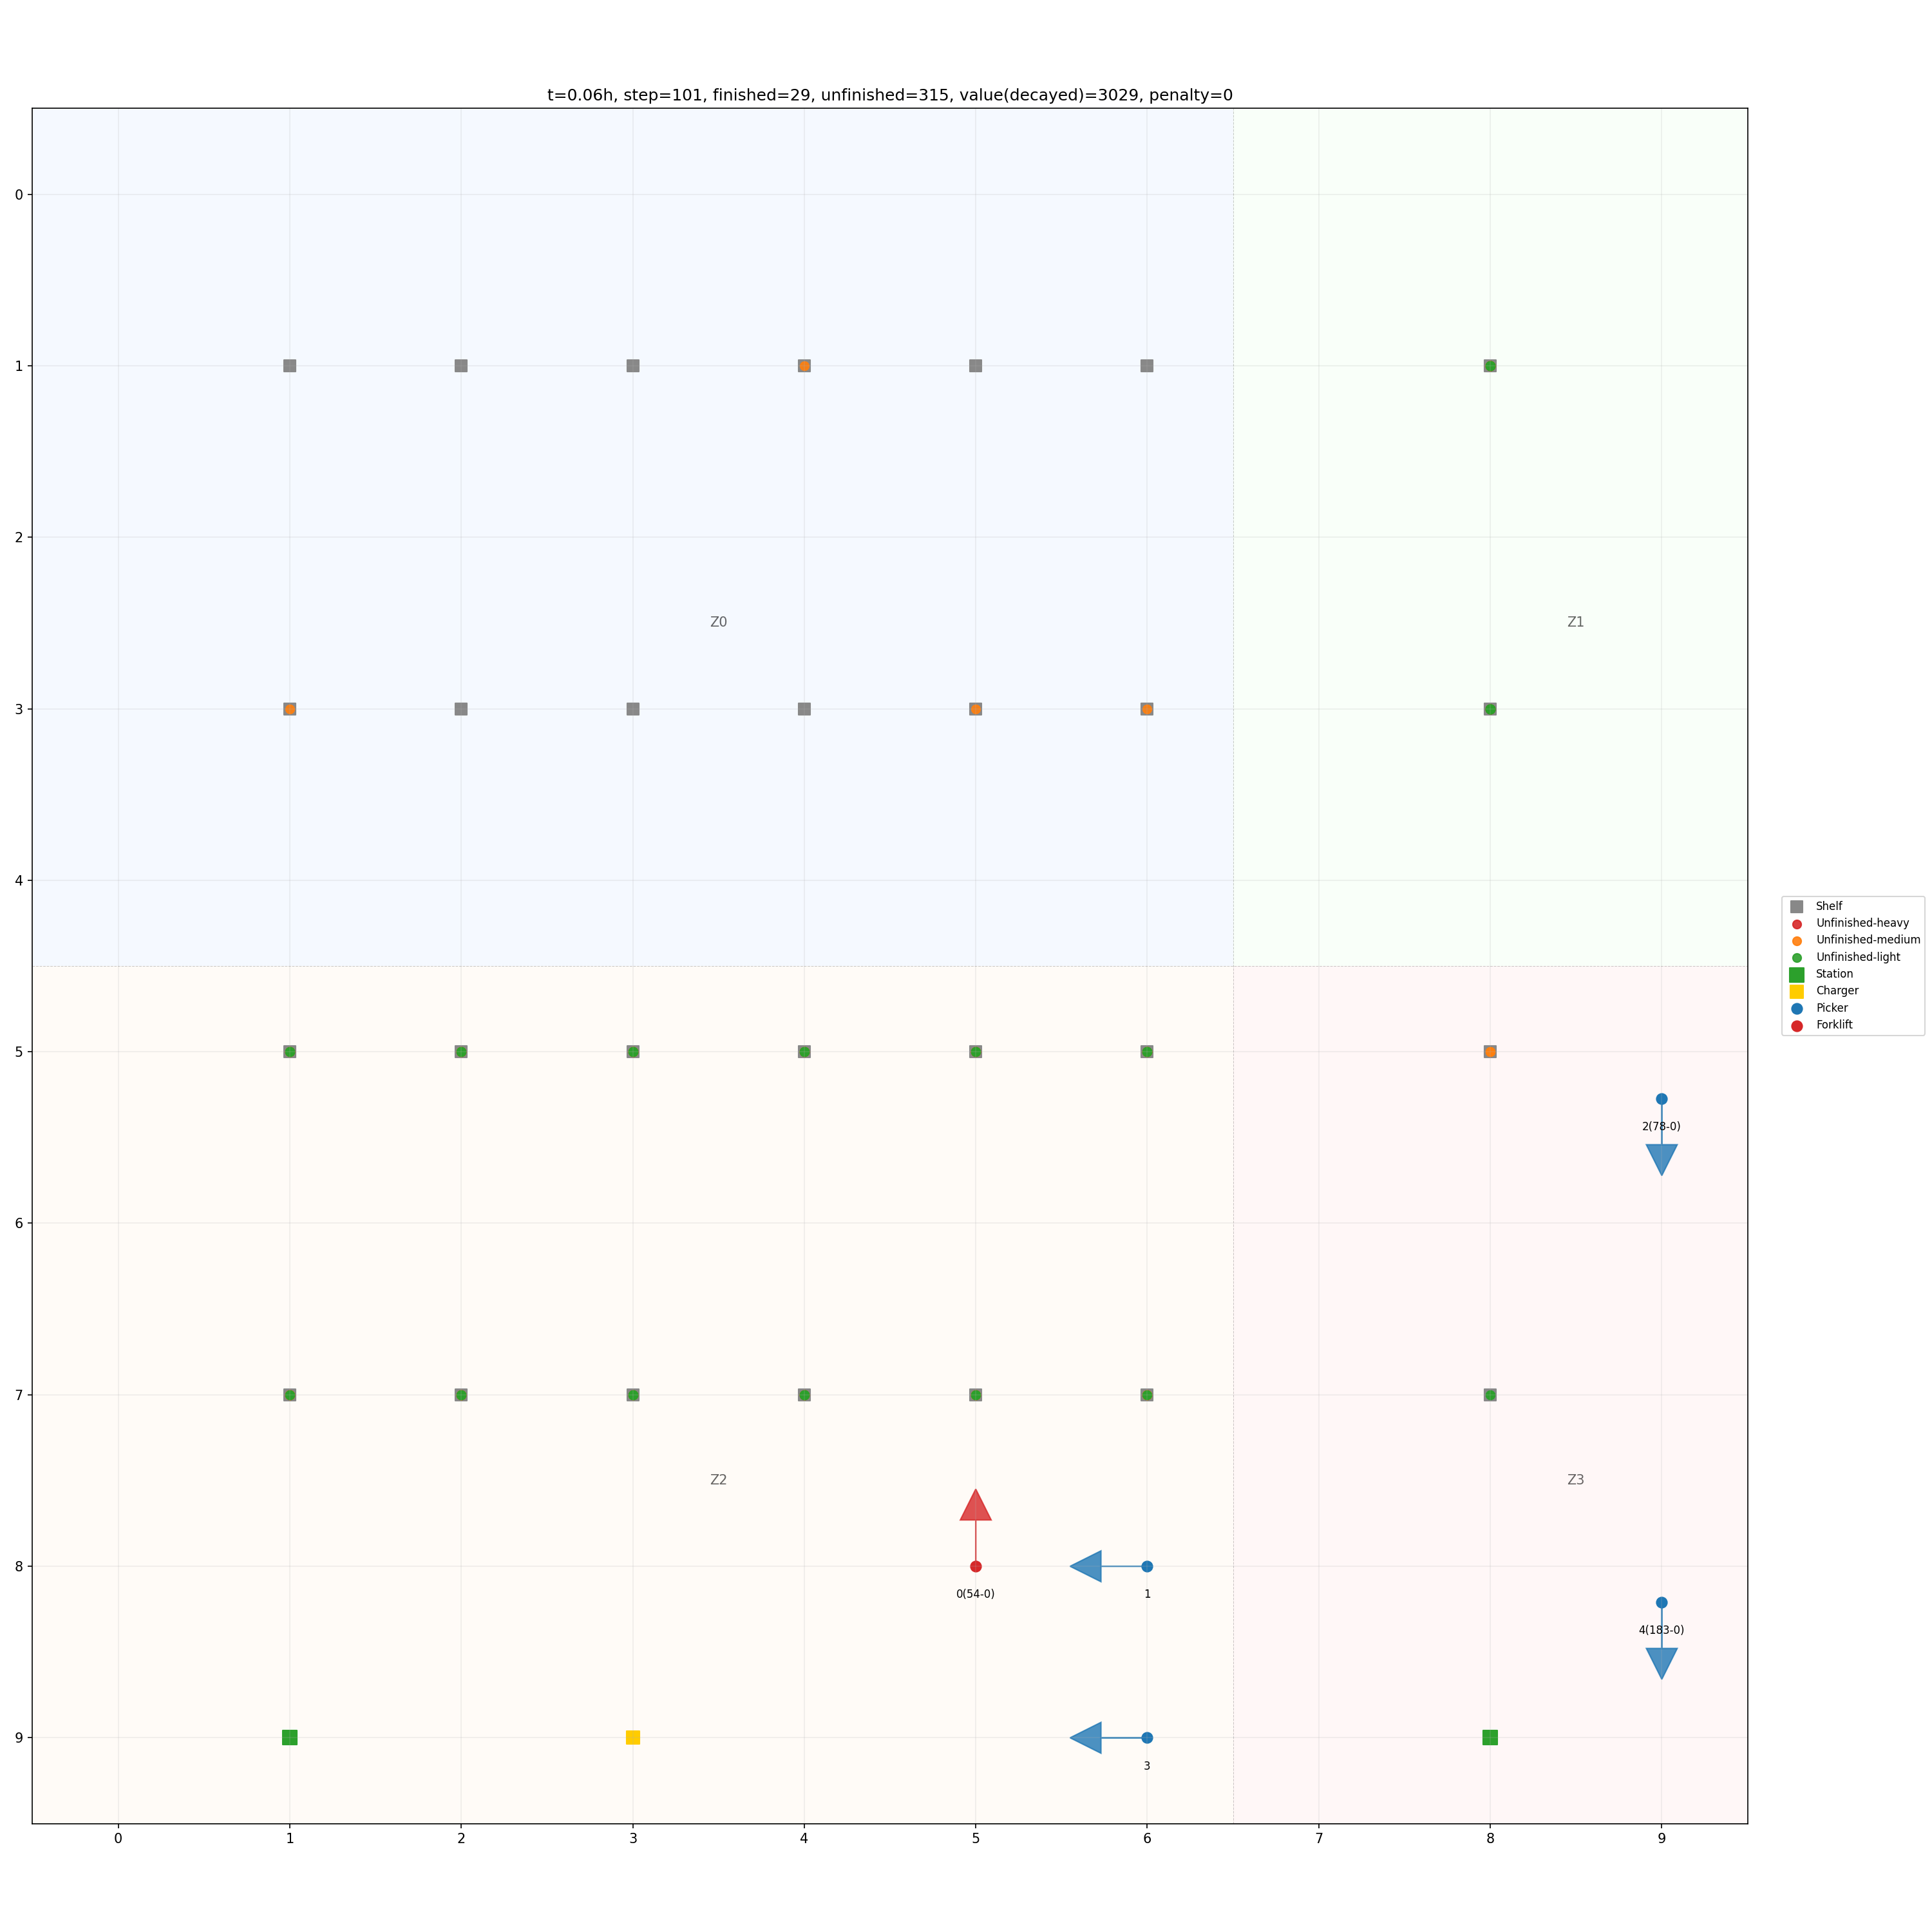 t=0.06h, step=101, finished=29, unfinished=315, value(decayed)=3029, penalty=0
0
1
2
Z0
Z1
3
4
Shelf
Unfinished-heavy
Unfinished-medium
Unfinished-light
Station
Charger
Picker
Forklift
5
2(78-0)
6
7
Z2
Z3
8
0(54-0)
1
4(183-0)
9
3
0 1 2 3 4 5 6 7 8 9